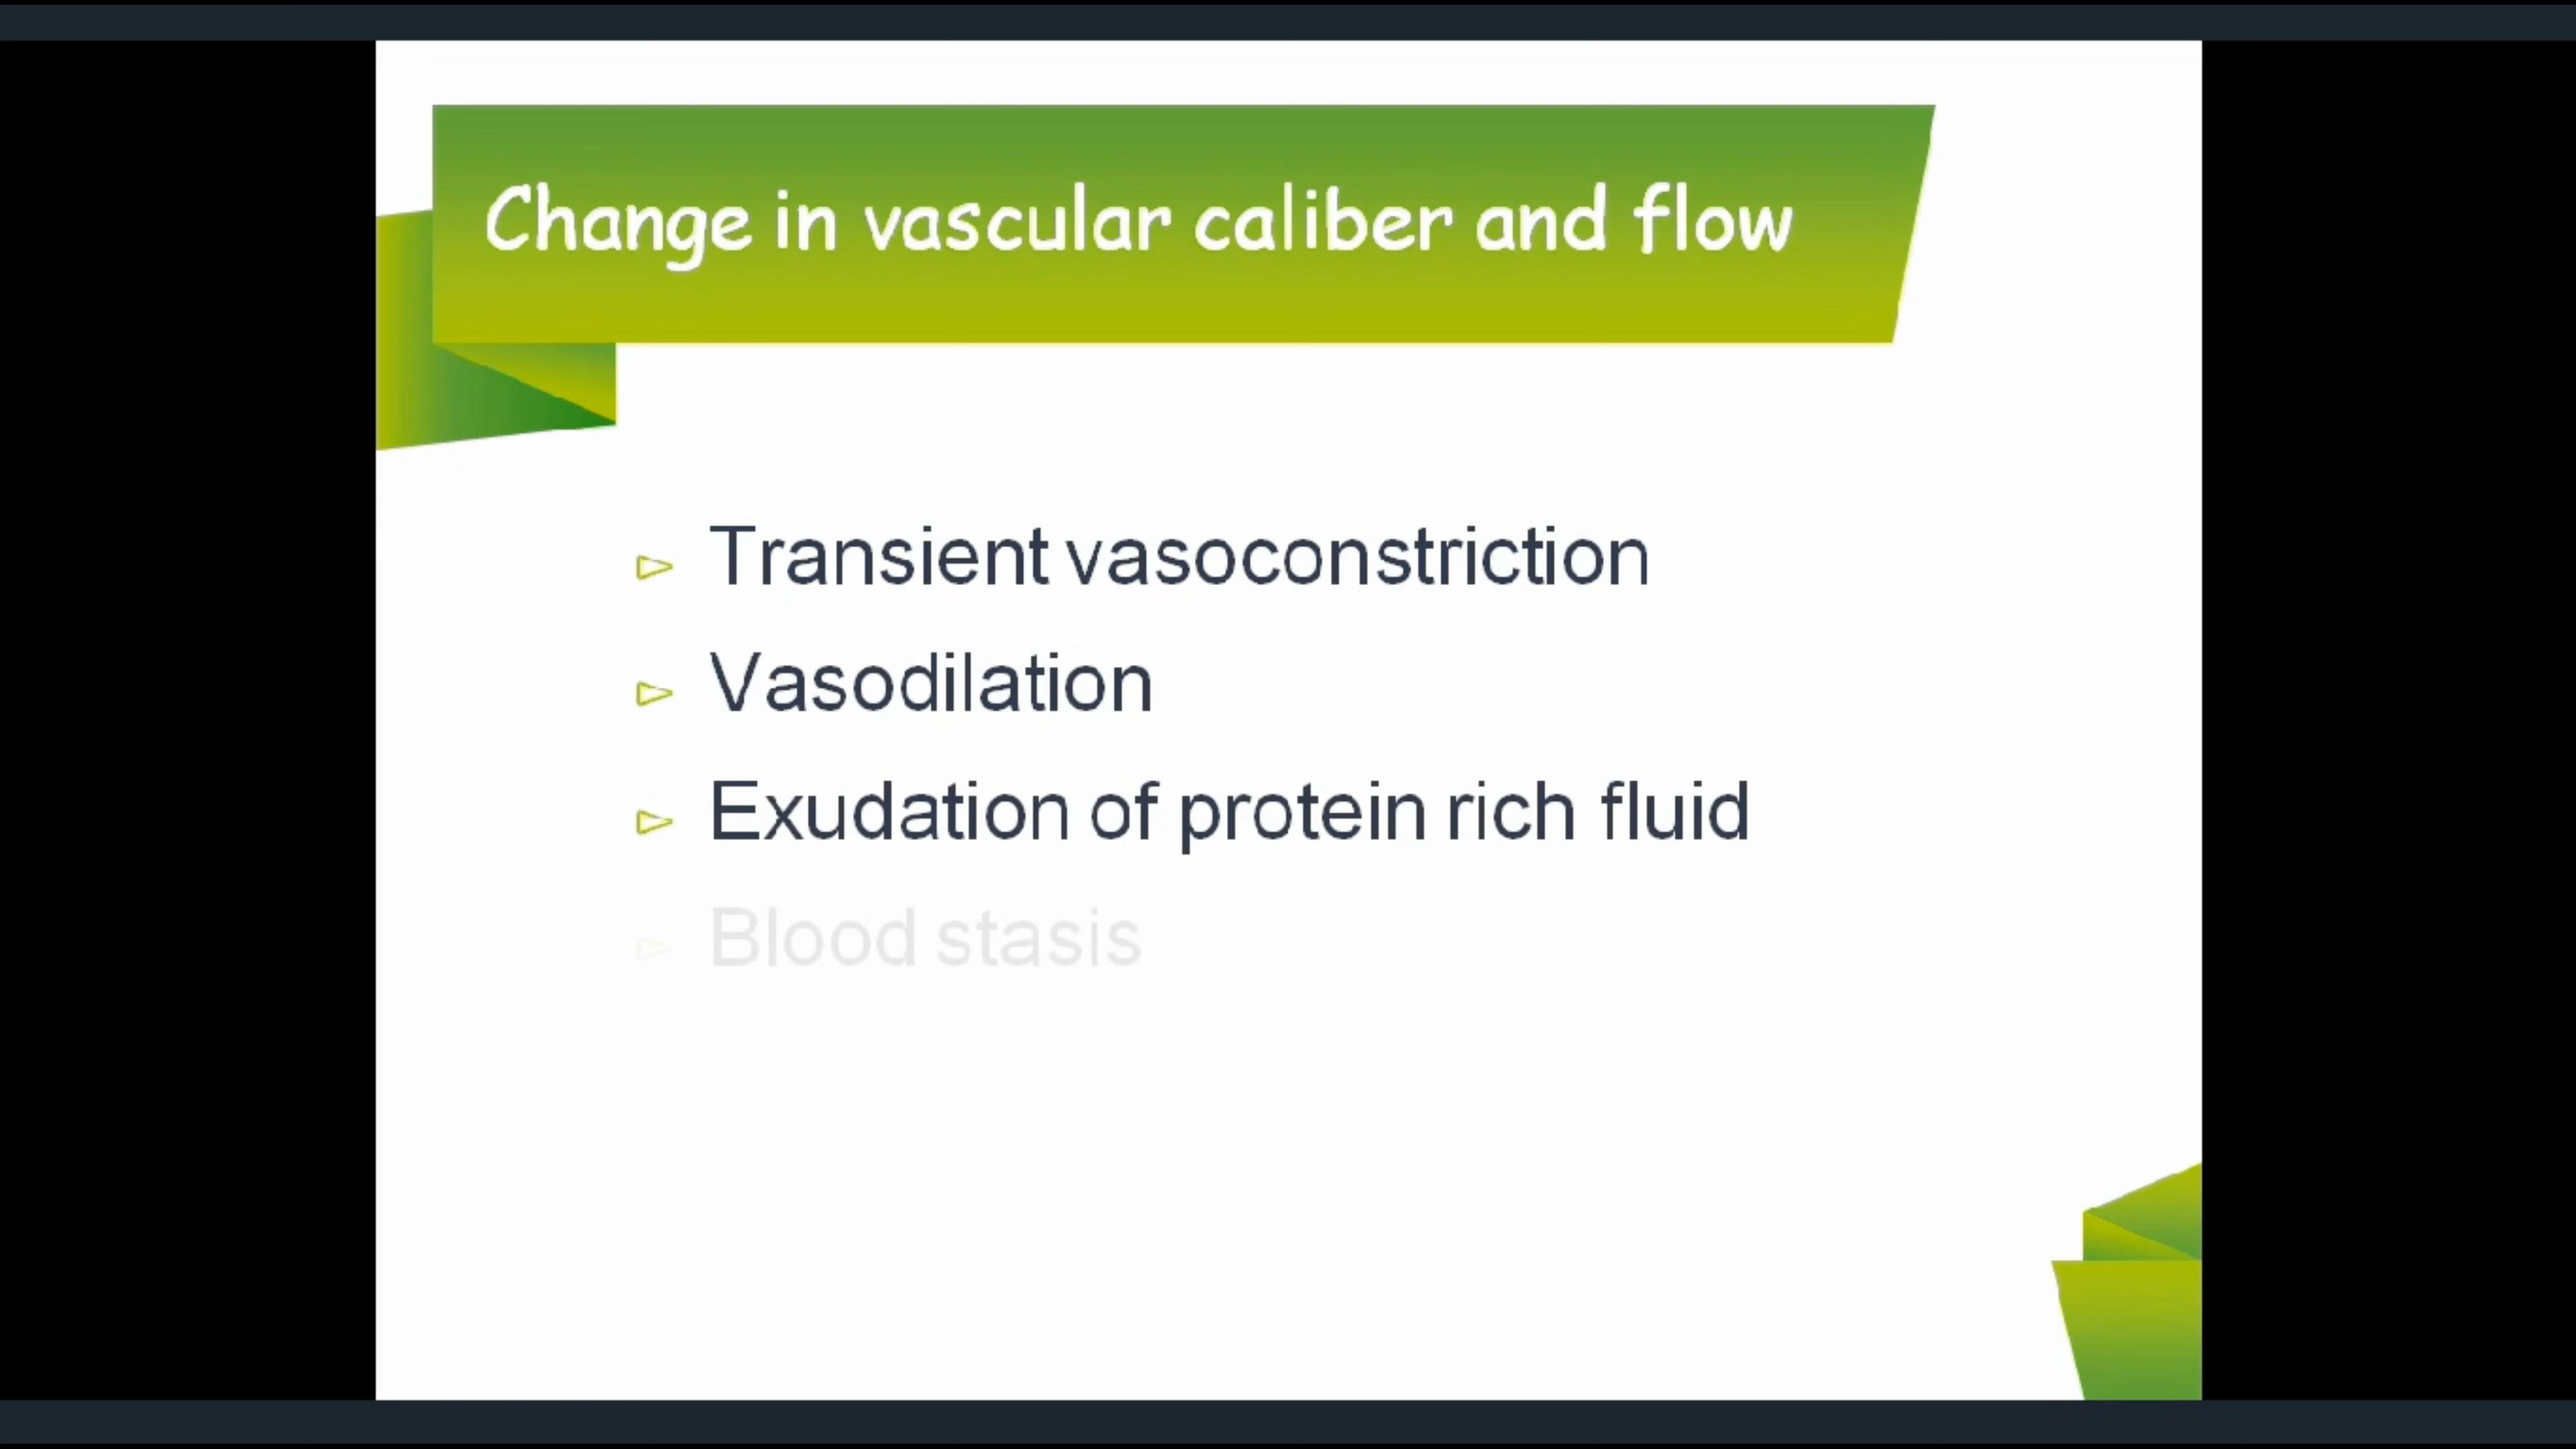 Change in vascular caliber and flow
Transient vasoconstriction
Vasodilation
Exudation of protein rich fluid
Blood stasis